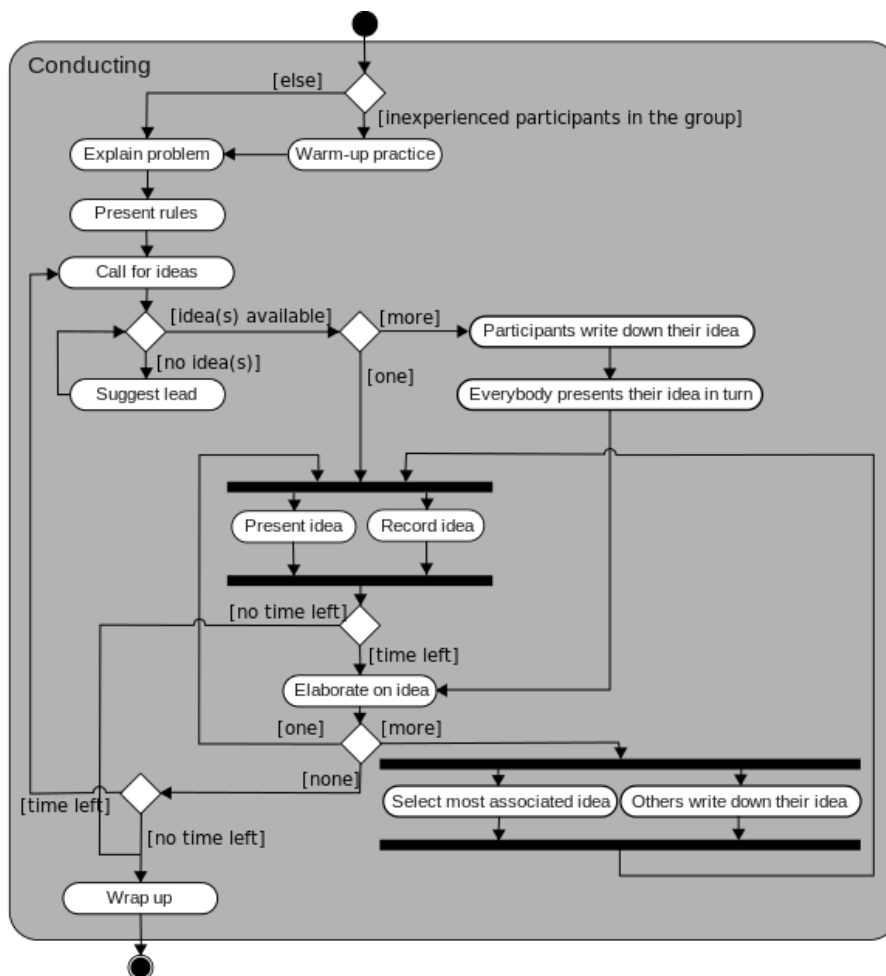 Conducting
[else]
[inexperienced participants in the group]
Explain problem
Warm-up practice
Present rules
Call for ideas
[idea(s) available]
[more]
Participants write down their idea
[no idea(s)]
[one]
Suggest lead
Everybody presents their idea in turn
Present idea
Record idea
[no time left]
[time left]
Elaborate on idea
[one]
[more]
[none]
Select most associated idea
Others write down their idea
[time left]
[no time left]
Wrap up